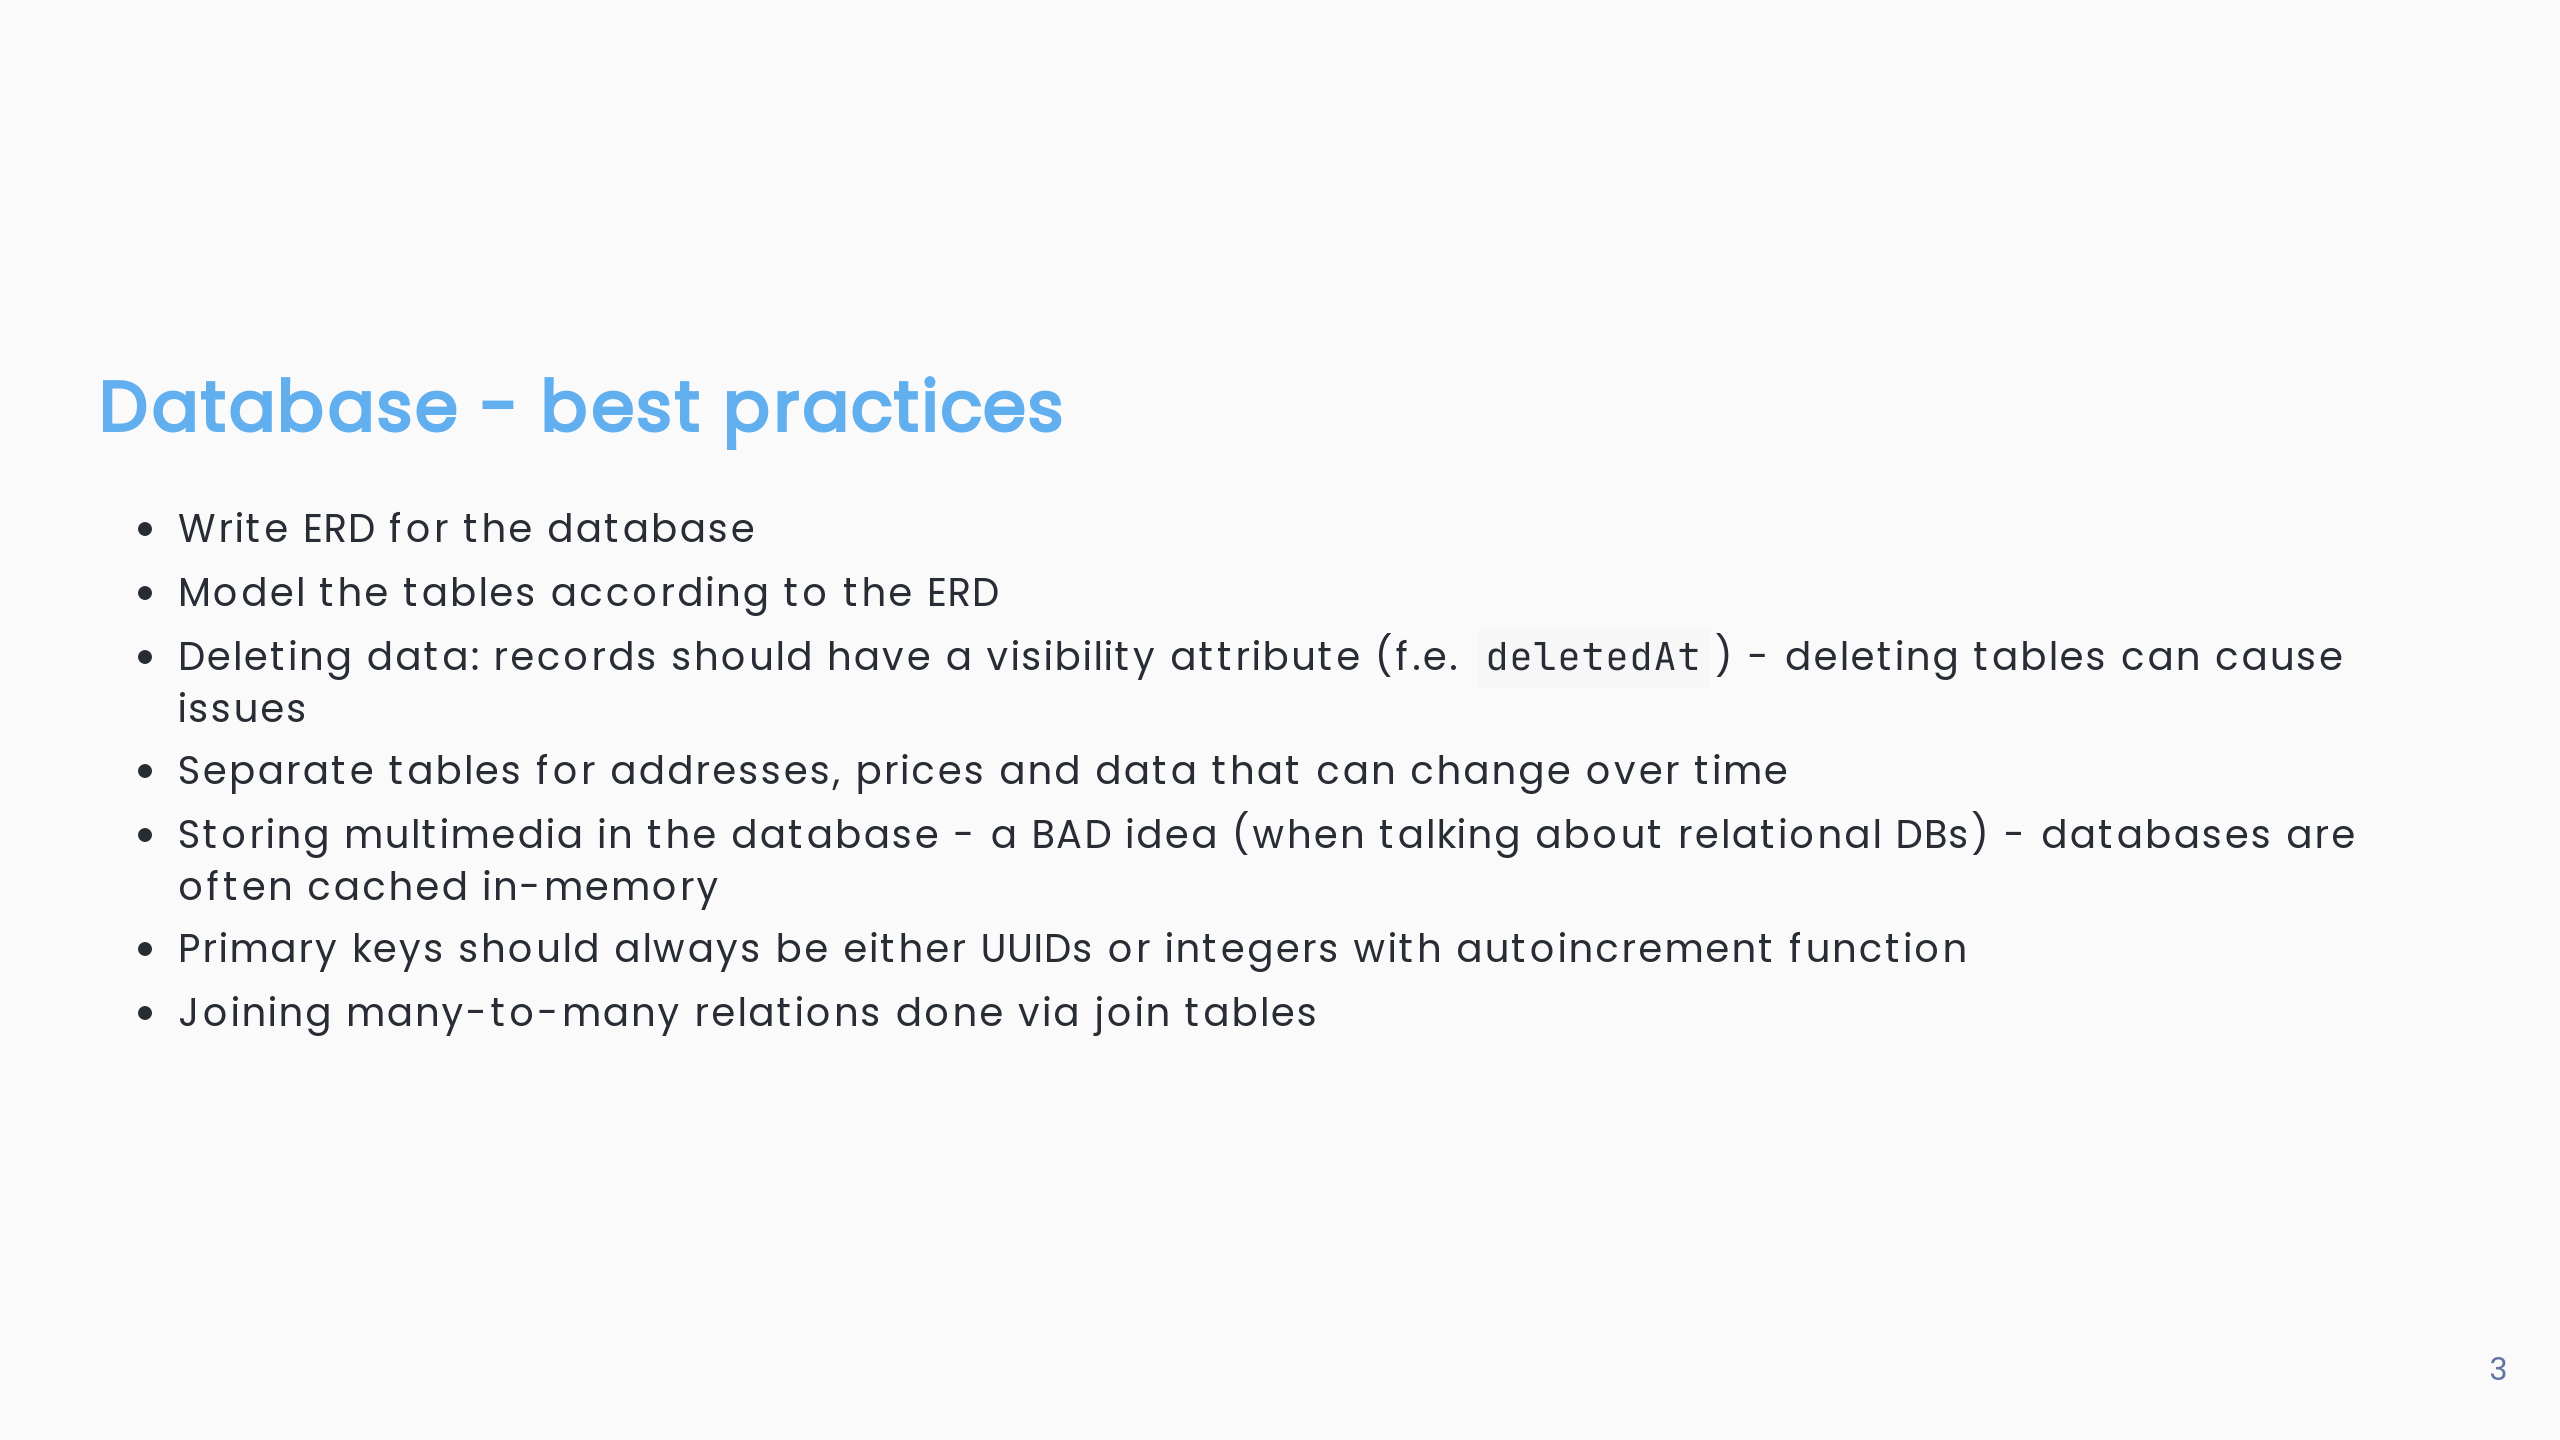 Database - best practices
• Write ERD for the database
• Model the tables according to the ERD
• Deleting data: records should have a visibility attribute (f.e. deletedAt) - deleting tables can cause
issues
• Separate tables for addresses, prices and data that can change over time
• Storing multimedia in the database - a BAD idea (when talking about relational DBs) - databases are
often cached in-memory
• Primary keys should always be either UUIDs or integers with autoincrement function
• Joining many-to-many relations done via join tables
3